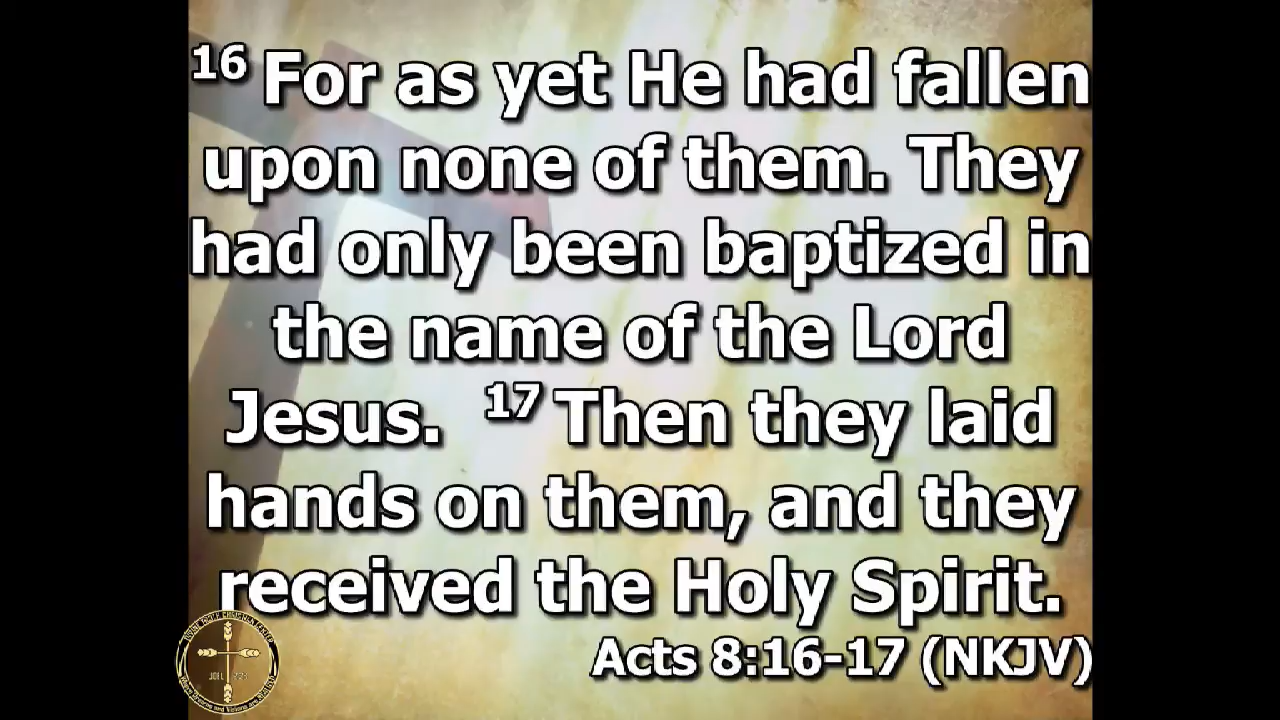 16 For as yet He had fallen
upon none of them. They
had only been baptized in
the name of the Lord
Jesus. 17 Then they laid
hands on them, and they
received the Holy Spirit.
Acts 8:16-17 (NKJV)
JOEL